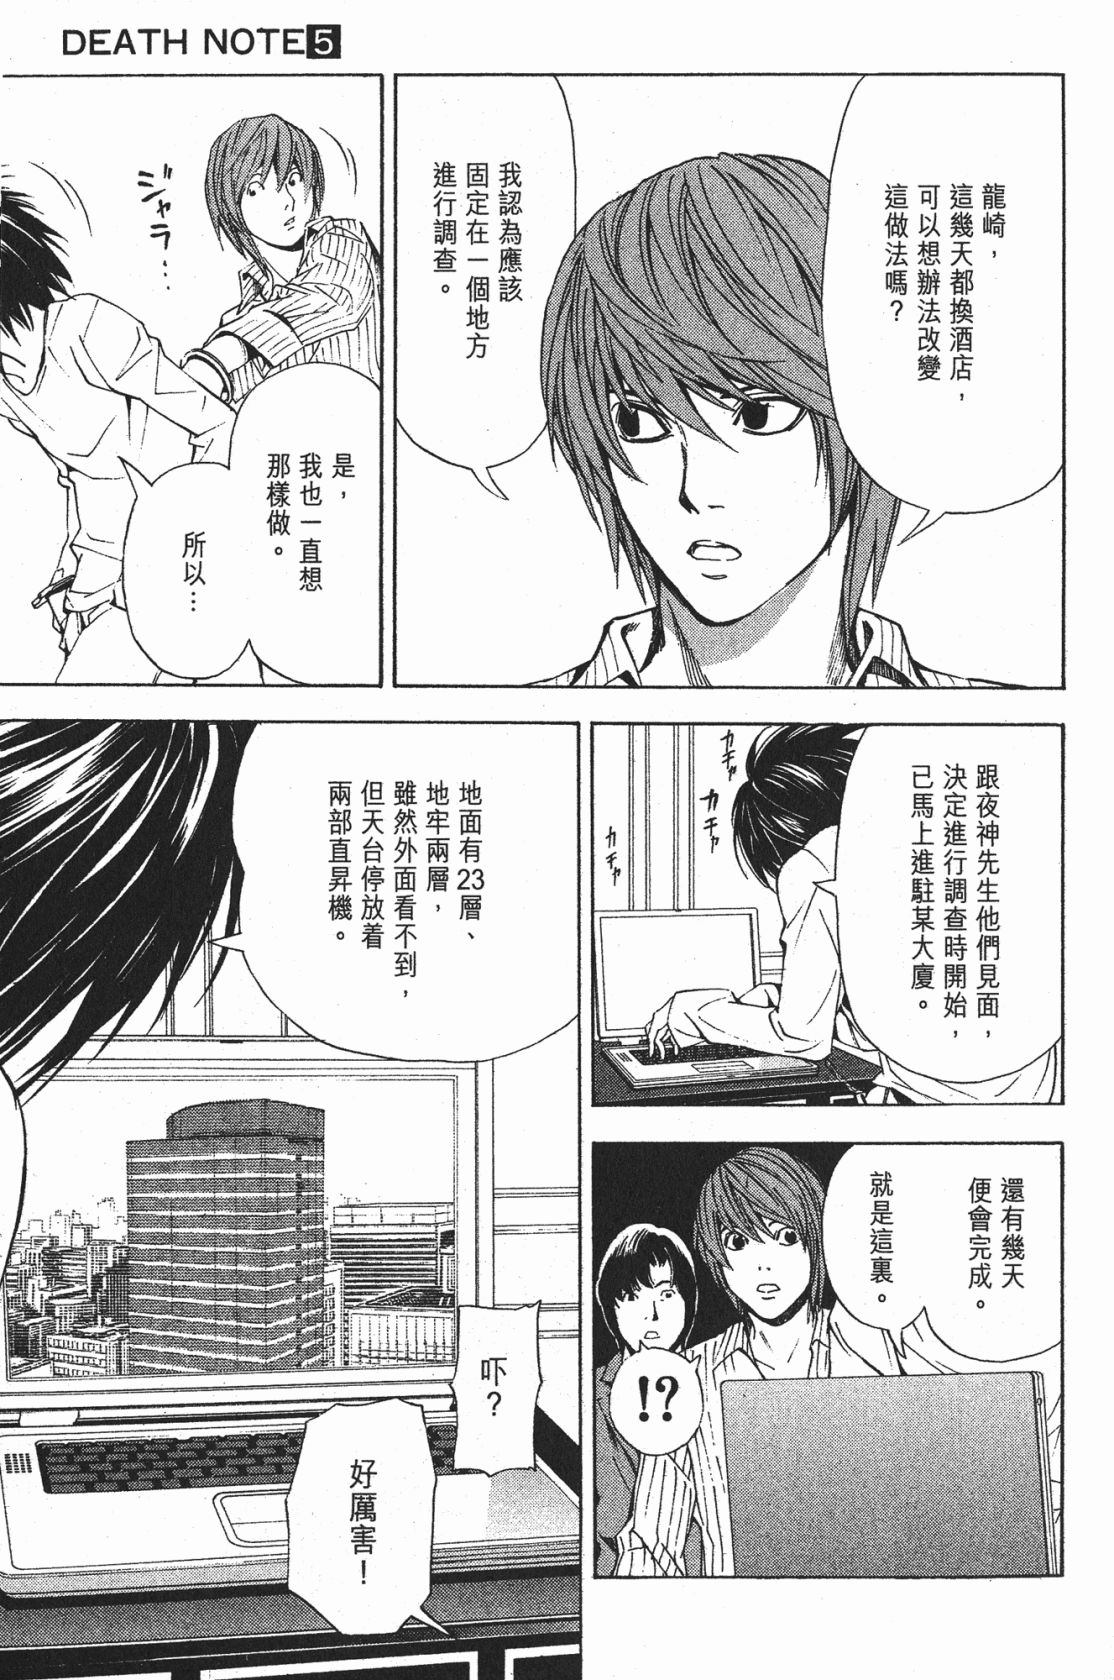 DEATH NOTE 5
龍崎，
這幾天都換酒店，
可以想辦法改變
這做法嗎？
我認為應該
固定在一個地方
進行調查。
ジャラ…
是，
我也一直想
那樣做。
所以…
跟夜神先生他們見面，
決定進行調查時開始，
已馬上進駐某大廈。
カチャ
カチャ
カチャ
還有幾天
便會完成。
就是這裏。
!?
地面有23層、
地牢兩層，
雖然外面看不到，
但天台停放着
兩部直昇機。
吓？
好厲害！